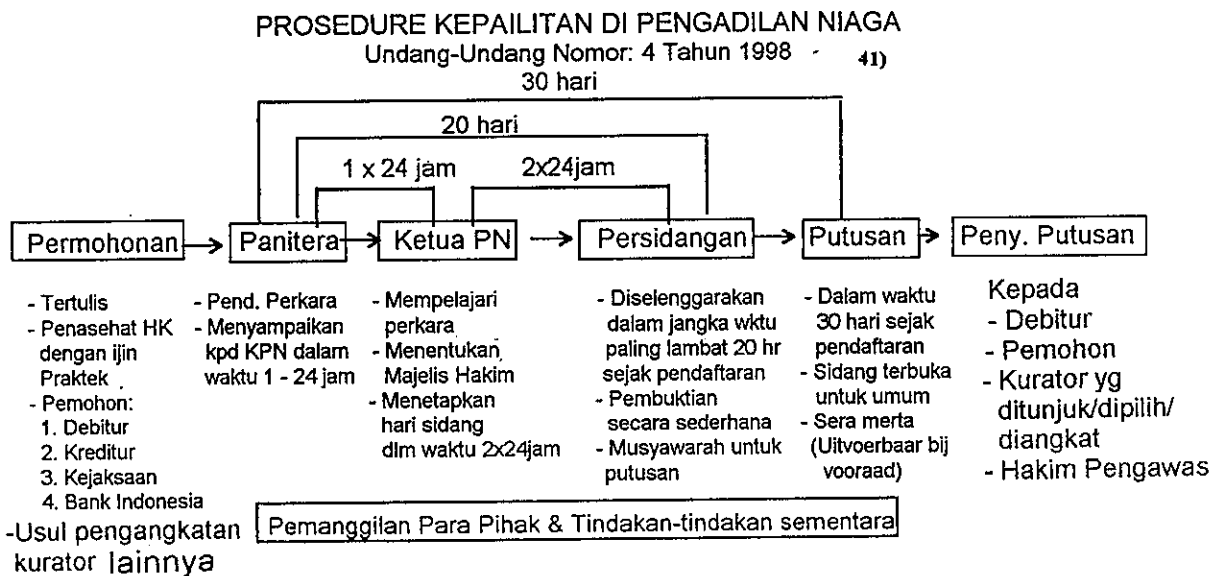 PROSEDURE KEPAILITAN DI PENGADILAN NIAGA
Undang-Undang Nomor: 4 Tahun 1998 - 41)
30 hari
20 hari
1 x 24 jam
2x24jam
Permohonan
Panitera
Ketua PN
Persidangan
Putusan
Peny. Putusan
- Tertulis
- Penasehat HK
dengan ijin
Praktek
- Pemohon:
1. Debitur
2. Kreditur
3. Kejaksaan
4. Bank Indonesia
-Usul pengangkatan
kurator lainnya
- Pend. Perkara
- Menyampaikan
kpd KPN dalam
waktu 1 - 24 jam
- Mempelajari
perkara
- Menentukan
Majelis Hakim
- Menetapkan
hari sidang
dlm waktu 2x24jam
- Diselenggarakan
dalam jangka wktu
paling lambat 20 hr
sejak pendaftaran
- Pembuktian
secara sederhana
- Musyawarah untuk
putusan
- Dalam waktu
30 hari sejak
pendaftaran
- Sidang terbuka
untuk umum
- Sera merta
(Uitvoerbaar bij
vooraad)
Kepada
- Debitur
- Pemohon
- Kurator yg
ditunjuk/dipilih/
diangkat
- Hakim Pengawas
Pemanggilan Para Pihak & Tindakan-tindakan sementara